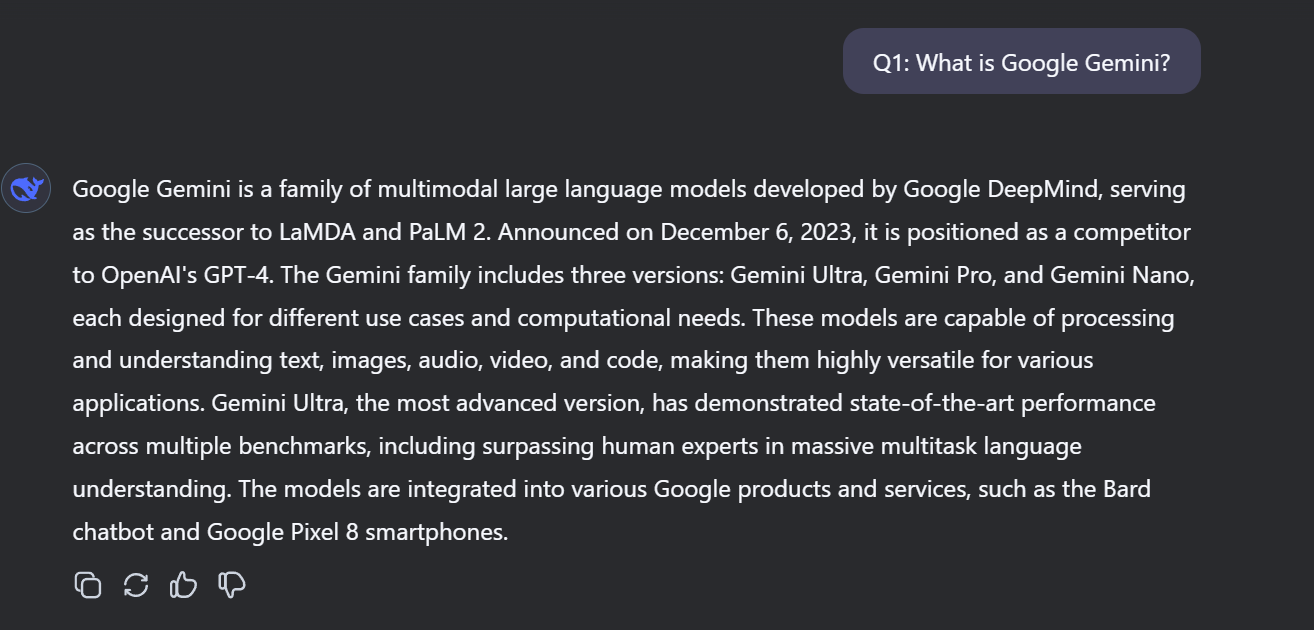 Q1: What is Google Gemini?
Google Gemini is a family of multimodal large language models developed by Google DeepMind, serving
as the successor to LaMDA and PaLM 2. Announced on December 6, 2023, it is positioned as a competitor
to OpenAI's GPT-4. The Gemini family includes three versions: Gemini Ultra, Gemini Pro, and Gemini Nano,
each designed for different use cases and computational needs. These models are capable of processing
and understanding text, images, audio, video, and code, making them highly versatile for various
applications. Gemini Ultra, the most advanced version, has demonstrated state-of-the-art performance
across multiple benchmarks, including surpassing human experts in massive multitask language
understanding. The models are integrated into various Google products and services, such as the Bard
chatbot and Google Pixel 8 smartphones.